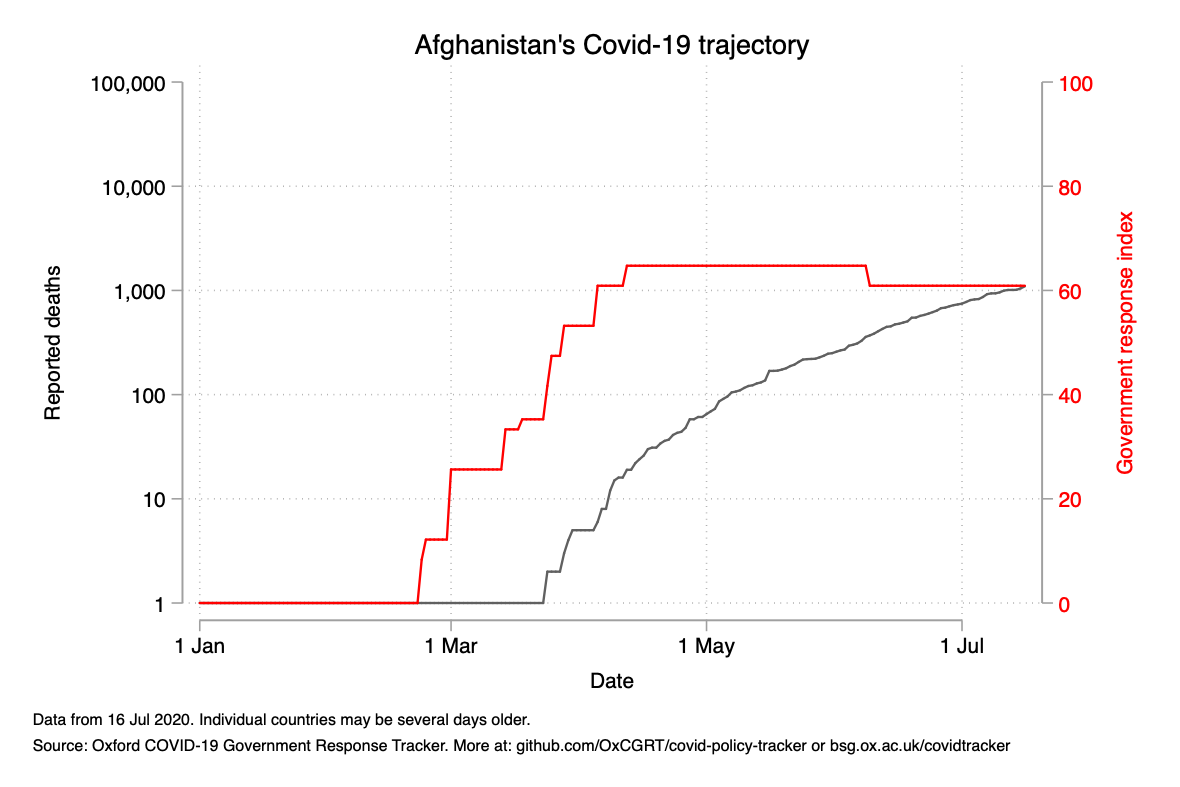 Afghanistan's Covid-19 trajectory
100,000
10,000
1,000
100
10
1
Reported deaths
100
80
60
40
20
0
Government response index
1 Jan
1 Mar
1 May
1 Jul
Date
Data from 16 Jul 2020. Individual countries may be several days older.
Source: Oxford COVID-19 Government Response Tracker. More at: github.com/OxCGRT/covid-policy-tracker or bsg.ox.ac.uk/covidtracker